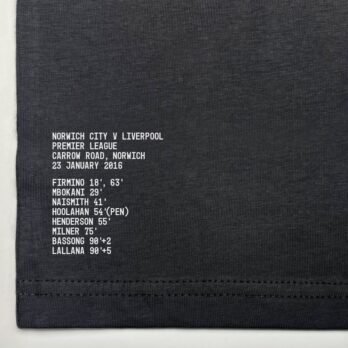 NORWICH CITY V LIVERPOOL
PREMIER LEAGUE
CARROW ROAD, NORWICH
23 JANUARY 2016
FIRMINO 18', 63'
MBOKANI 29'
NAISMITH 41'
HOOLAHAN 54'(PEN)
HENDERSON 55'
MILNER 75'
BASSONG 90'+2
LALLANA 90'+5